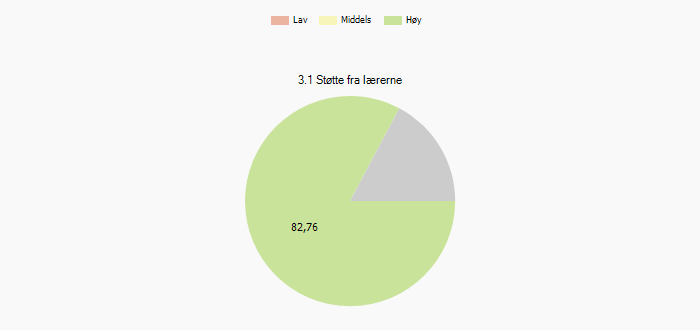 Lav Middels Høy
3.1 Støtte fra lærerne
82,76